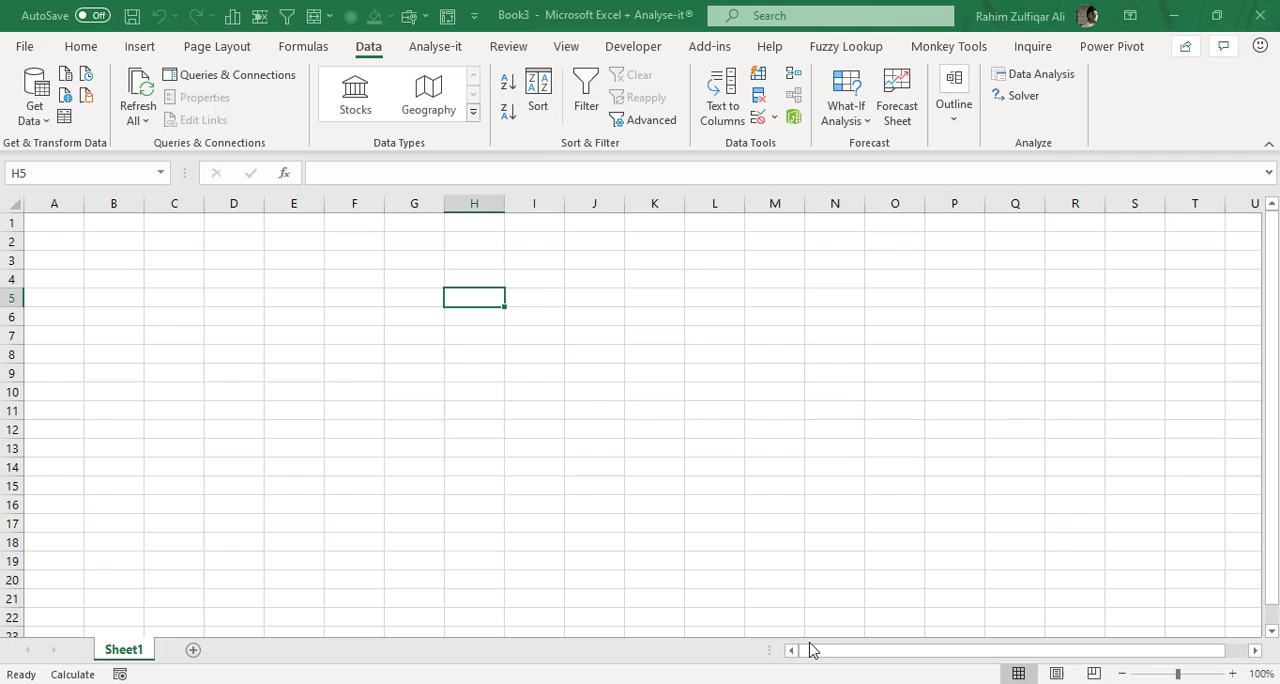 AutoSave Off Book3 - Microsoft Excel + Analyse-it® Search Rahim Zulfiqar Ali
File Home Insert Page Layout Formulas Data Analyse-it Review View Developer Add-ins Help Fuzzy Lookup Monkey Tools Inquire Power Pivot
Get Data Refresh All Queries & Connections Properties Edit Links Stocks Geography Sort Filter Clear Reapply Advanced Text to Columns What-If Analysis Forecast Sheet Outline Data Analysis Solver
Get & Transform Data Queries & Connections Data Types Sort & Filter Data Tools Forecast Analyze
H5 fx
A B C D E F G H I J K L M N O P Q R S T U
1
2
3
4
5
6
7
8
9
10
11
12
13
14
15
16
17
18
19
20
21
22
23
Sheet1
Ready Calculate 100%